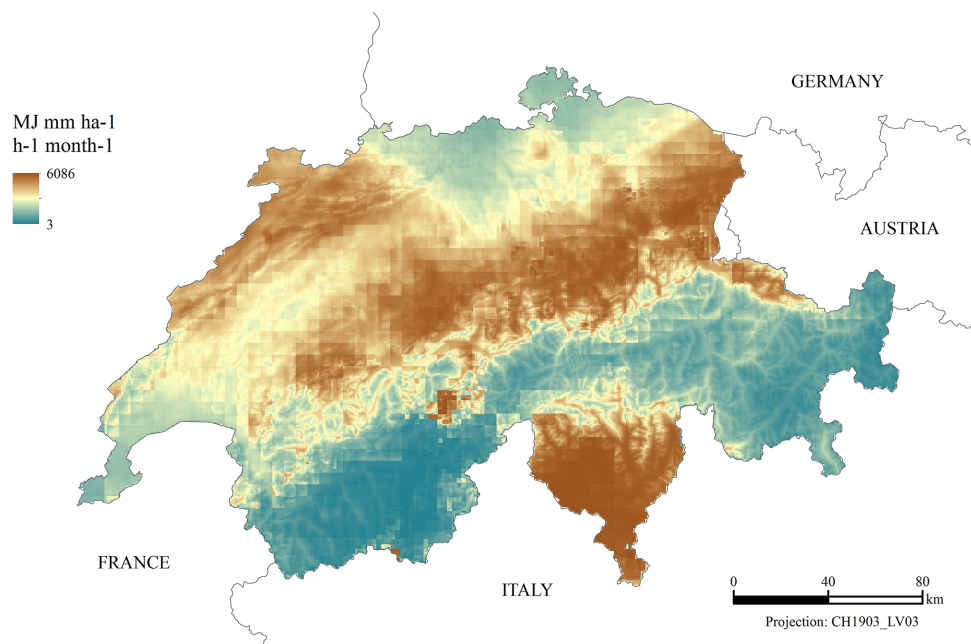 GERMANY
MJ mm ha-1
h-1 month-1
6086
3
AUSTRIA
FRANCE
ITALY
0 40 80
km
Projection: CH1903_LV03